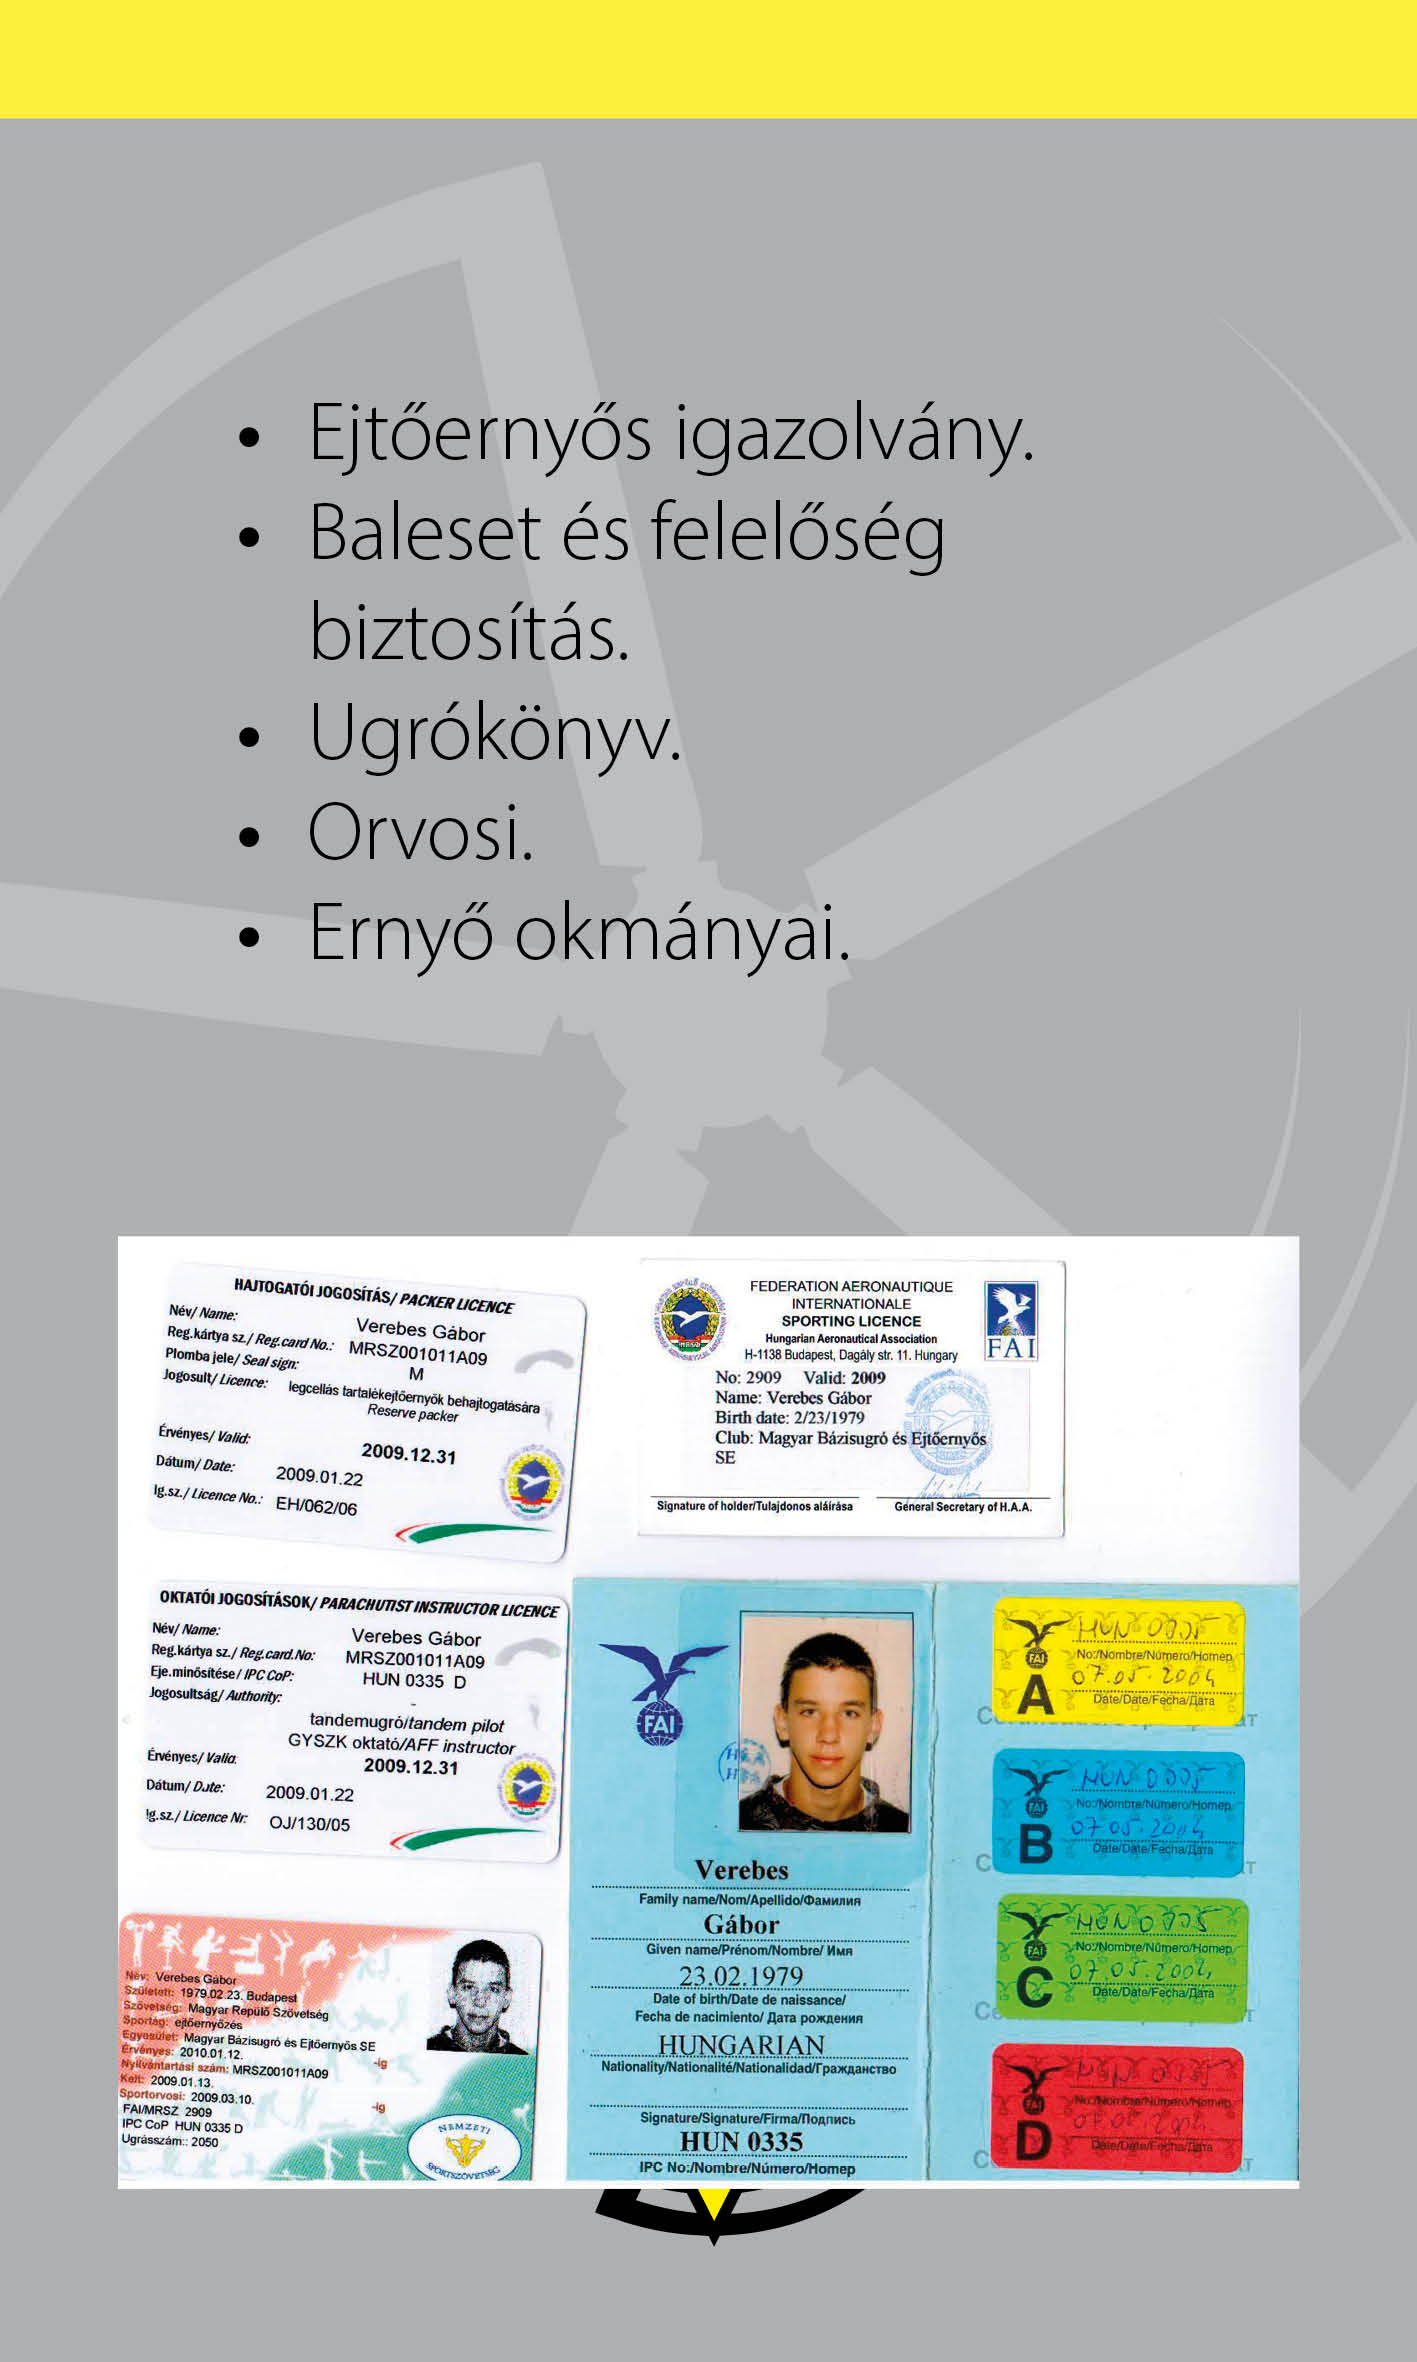 • Ejtőernyős igazolvány.
• Baleset és felelőség
biztosítás.
• Ugrókönyv.
• Orvosi.
• Ernyő okmányai.
HAJTOGATÓI JOGOSÍTÁS/ PACKER LICENCE
Név/ Name: Verebes Gábor
Reg.kártya sz./ Reg.card No.: MRSZ001011A09
Plomba jele/ Seal sign: M
Jogosult/ Licence: légcellás tartalékejtőernyők behajtogatására
Reserve packer
Érvényes/ Valid: 2009.12.31
Dátum/ Date: 2009.01.22
Ig.sz./ Licence No.: EH/062/06
FEDERATION AERONAUTIQUE
INTERNATIONALE
SPORTING LICENCE
Hungarian Aeronautical Association
H-1138 Budapest, Dagály str. 11. Hungary
FAI
No: 2909 Valid: 2009
Name: Verebes Gábor
Birth date: 2/23/1979
Club: Magyar Bázisugró és Ejtőernyős
SE
Signature of holder/Tulajdonos aláírása
General Secretary of H.A.A.
OKTATÓI JOGOSÍTÁSOK/ PARACHUTIST INSTRUCTOR LICENCE
Név/ Name: Verebes Gábor
Reg.kártya sz./ Reg.card.No: MRSZ001011A09
Eje.minősítése/ IPC CoP: HUN 0335 D
Jogosultság/ Authority: -
tandemugró/tandem pilot
GYSZK oktató/AFF instructor
Érvényes/ Valid: 2009.12.31
Dátum/ Date: 2009.01.22
Ig.sz./ Licence Nr: OJ/130/05
Név: Verebes Gábor
Született: 1979.02.23. Budapest
Szövetség: Magyar Repülő Szövetség
Sportág: ejtőernyőzés
Egyesület: Magyar Bázisugró és Ejtőernyős SE
Érvényes: 2010.01.12. -ig
Nyilvántartási szám: MRSZ001011A09
Kelt: 2009.01.13.
Sportorvosi: 2009.03.10. -ig
FAI/MRSZ 2909
IPC CoP HUN 0335 D
Ugrásszám:: 2050
NEMZETI
SPORTSZÖVETSÉG
FAI
Verebes
Family name/Nom/Apellido/Фамилия
Gábor
Given name/Prénom/Nombre/ Имя
23.02.1979
Date of birth/Date de naissance/
Fecha de nacimiento/ Дата рождения
HUNGARIAN
Nationality/Nationalité/Nationalidad/Гражданство
Signature/Signature/Firma/Подпись
HUN 0335
IPC No:/Nombre/Número/Номер
FAI
A
HUN 0335
No:/Nombre/Número/Номер
07.05.2004
Date/Date/Fecha/Дата
FAI
B
HUN 0335
No:/Nombre/Número/Номер
07.05.2004
Date/Date/Fecha/Дата
FAI
C
HUN 0335
No:/Nombre/Número/Номер
07.05.2004
Date/Date/Fecha/Дата
FAI
D
HUN 0335
No:/Nombre/Número/Номер
Date/Date/Fecha/Дата